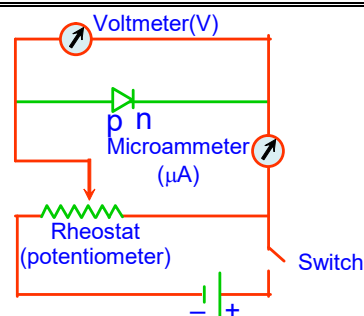 Voltmeter(V)
p n
Microammeter
(μA)
Rheostat
(potentiometer)
Switch
– +